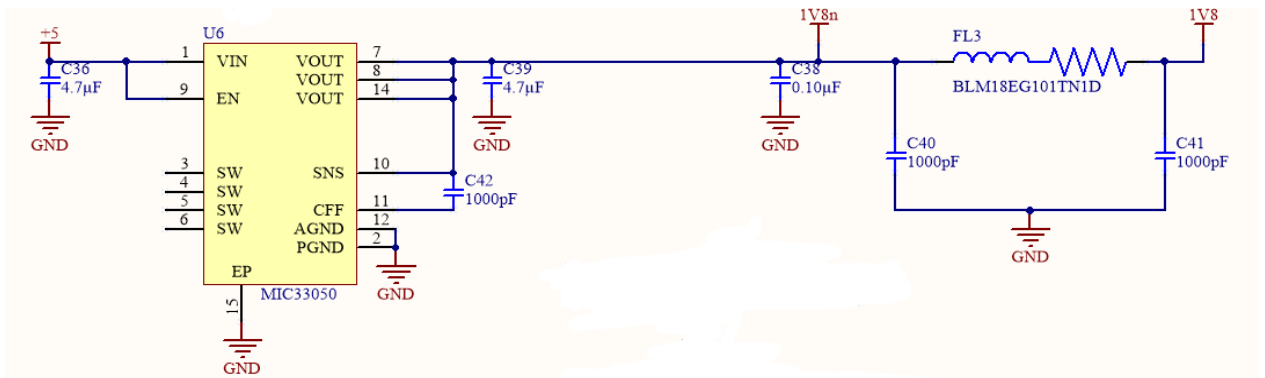 1V8n
1V8
+5
U6
FL3
1
VIN
VOUT
7
C36
4.7µF
VOUT
8
C39
4.7µF
C38
0.10µF
BLM18EG101TN1D
9
EN
VOUT
14
GND
GND
GND
C40
1000pF
C41
1000pF
3
SW
SNS
10
4
SW
C42
1000pF
5
SW
CFF
11
6
SW
AGND
12
PGND
2
GND
EP
MIC33050
GND
15
GND